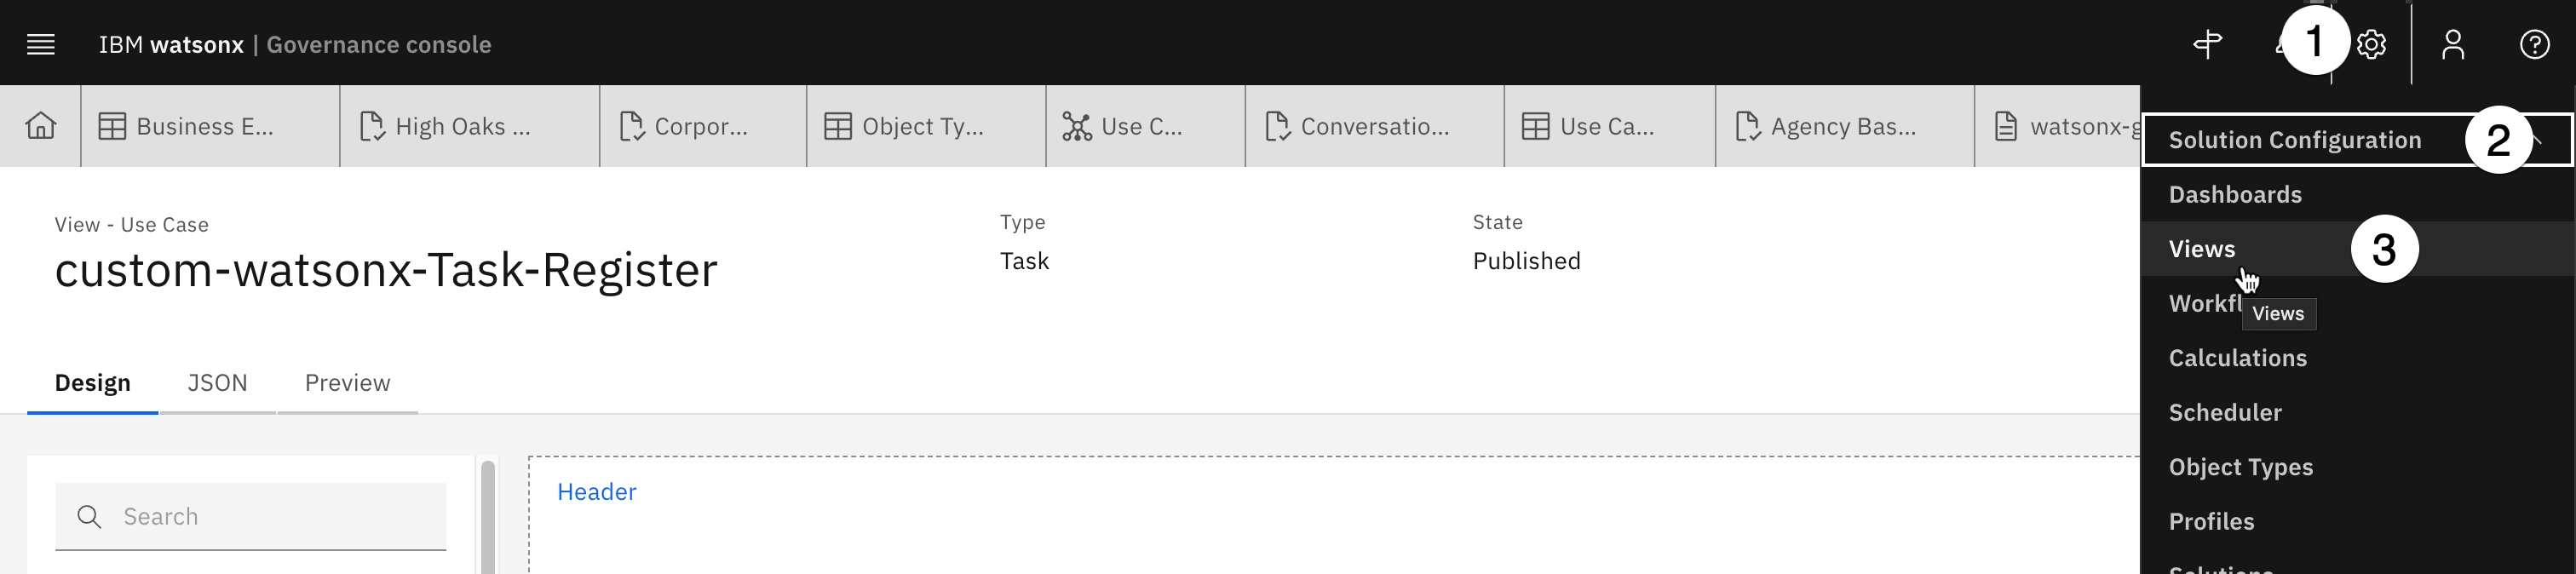 IBM watsonx | Governance console
1
Business E...
High Oaks ...
Corpor...
Object Ty...
Use C...
Conversatio...
Use Ca...
Agency Bas...
watsonx-g
Solution Configuration
2
Dashboards
Views
3
Workfl
Views
Calculations
Scheduler
Object Types
Profiles
Solutions
View - Use Case
custom-watsonx-Task-Register
Type
Task
State
Published
Design
JSON
Preview
Search
Header